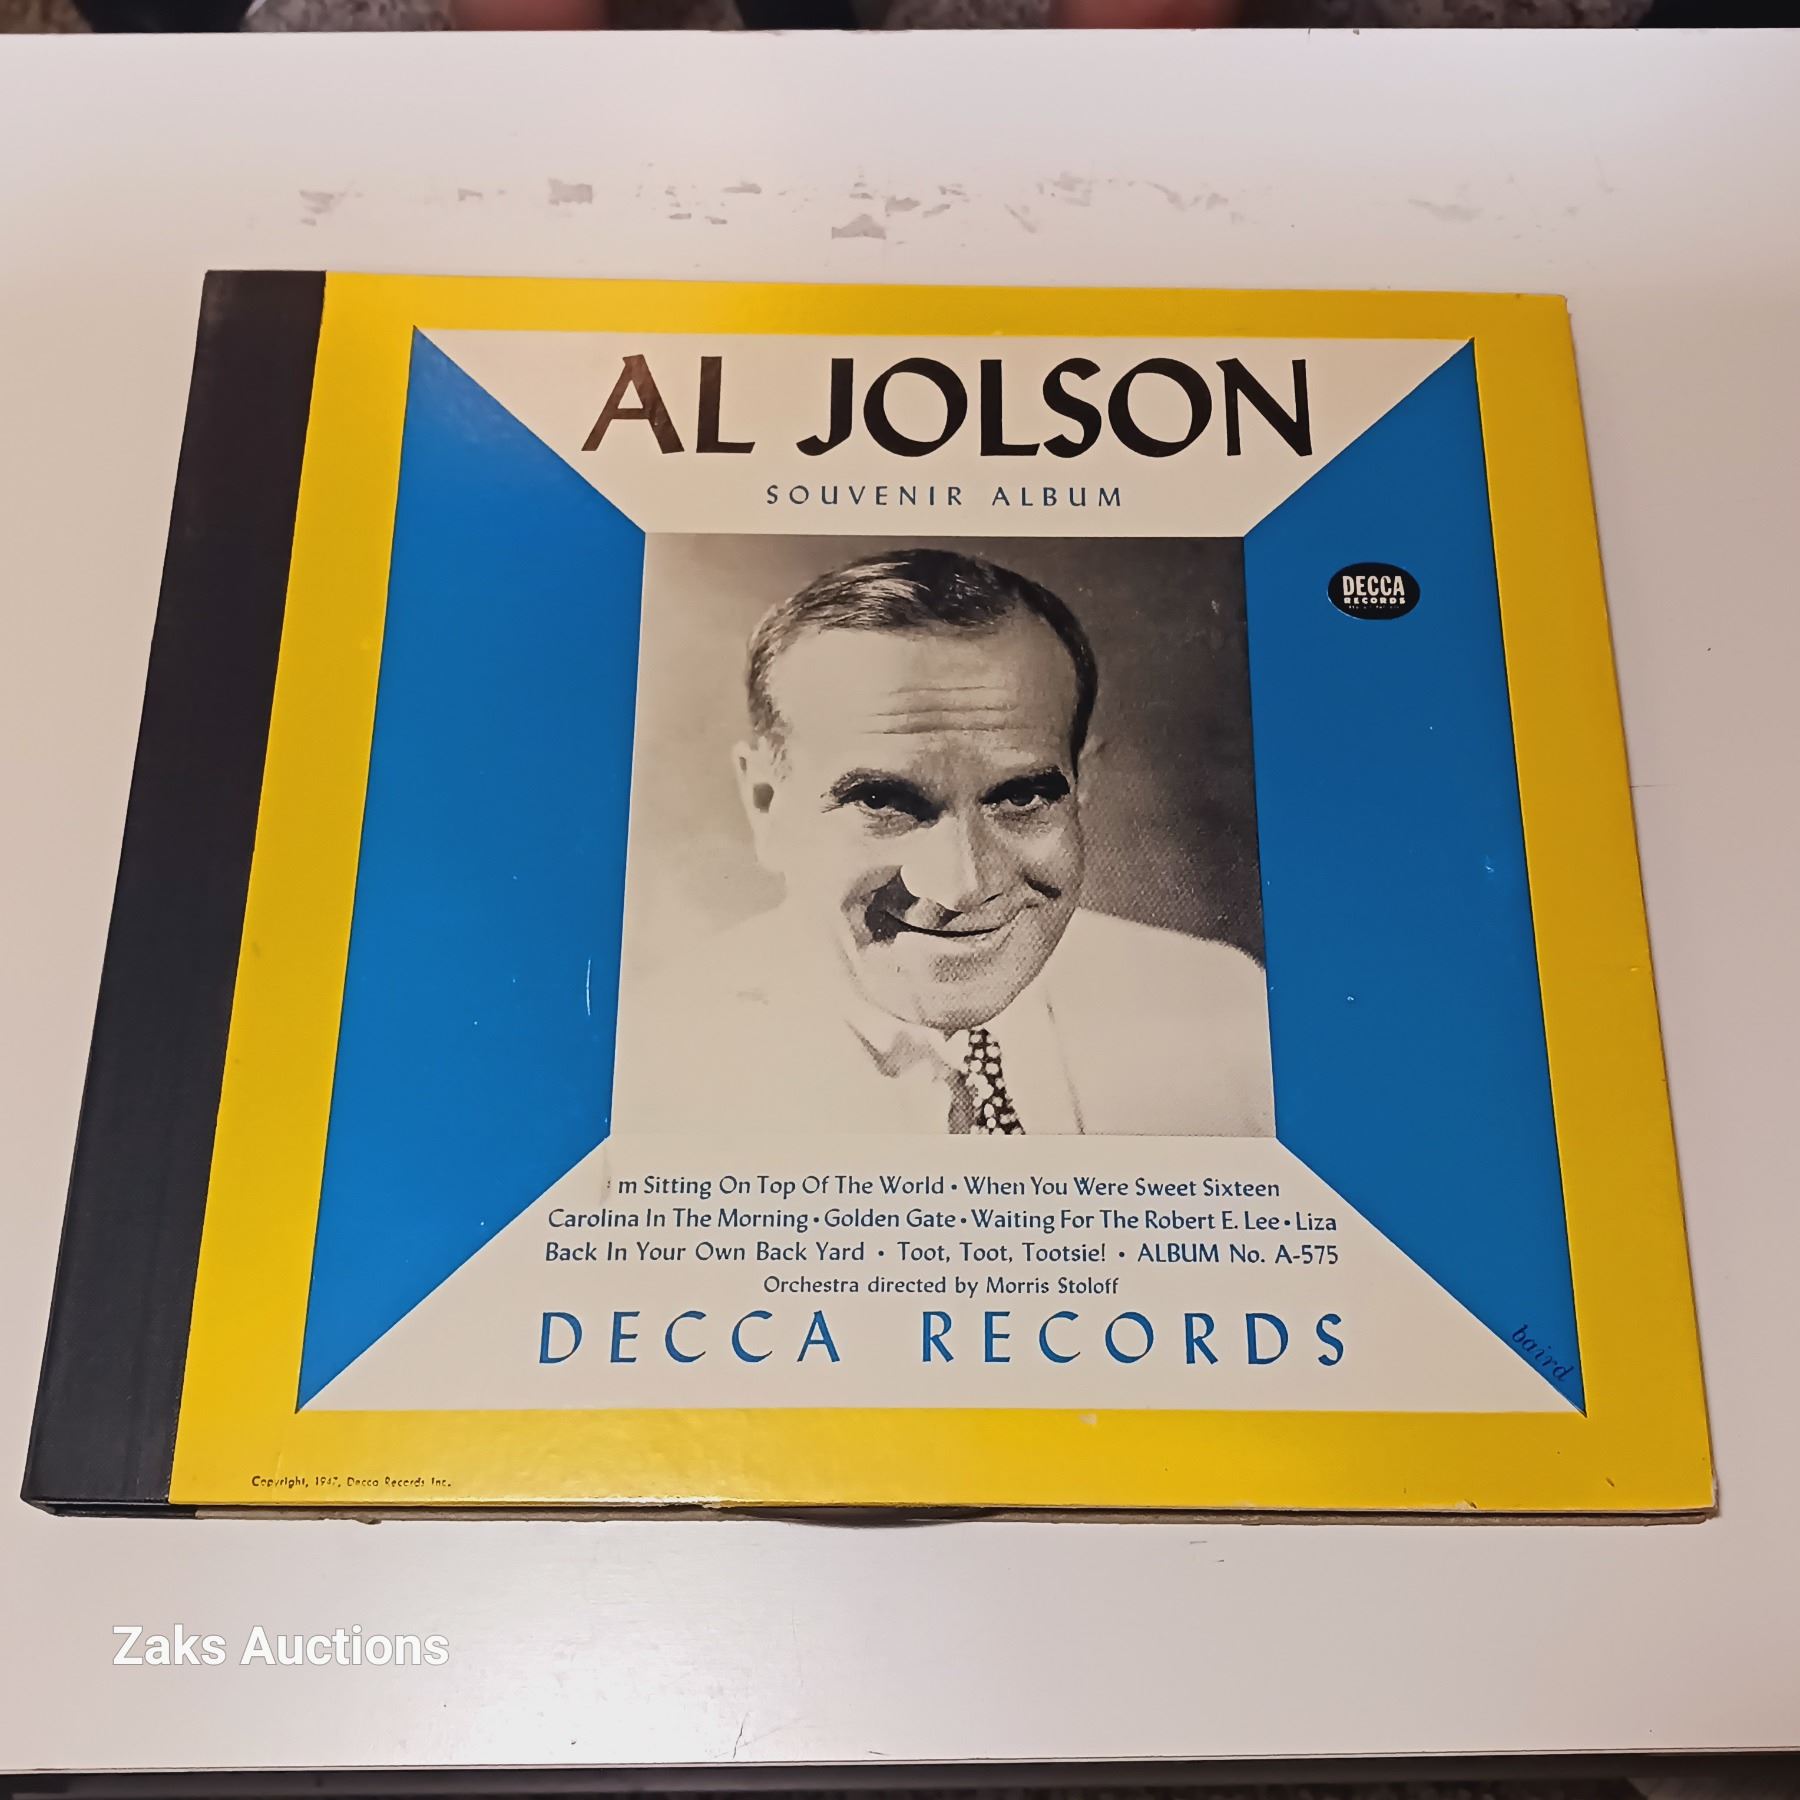 AL JOLSON
SOUVENIR ALBUM
DECCA
RECORDS
m Sitting On Top Of The World • When You Were Sweet Sixteen
Carolina In The Morning • Golden Gate • Waiting For The Robert E. Lee • Liza
Back In Your Own Back Yard • Toot, Toot, Tootsie! • ALBUM No. A-575
Orchestra directed by Morris Stoloff
DECCA RECORDS
baird
Copyright, 1947, Decca Records Inc.
Zaks Auctions